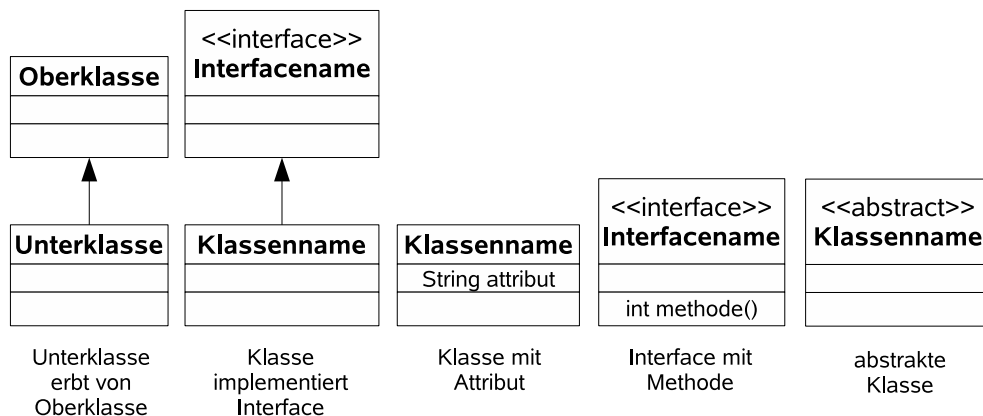 Oberklasse
<<interface>>
Interfacename
Unterklasse
Klassenname
Klassenname
String attribut
<<interface>>
Interfacename
int methode()
<<abstract>>
Klassenname
Unterklasse
erbt von
Oberklasse
Klasse
implementiert
Interface
Klasse mit
Attribut
Interface mit
Methode
abstrakte
Klasse